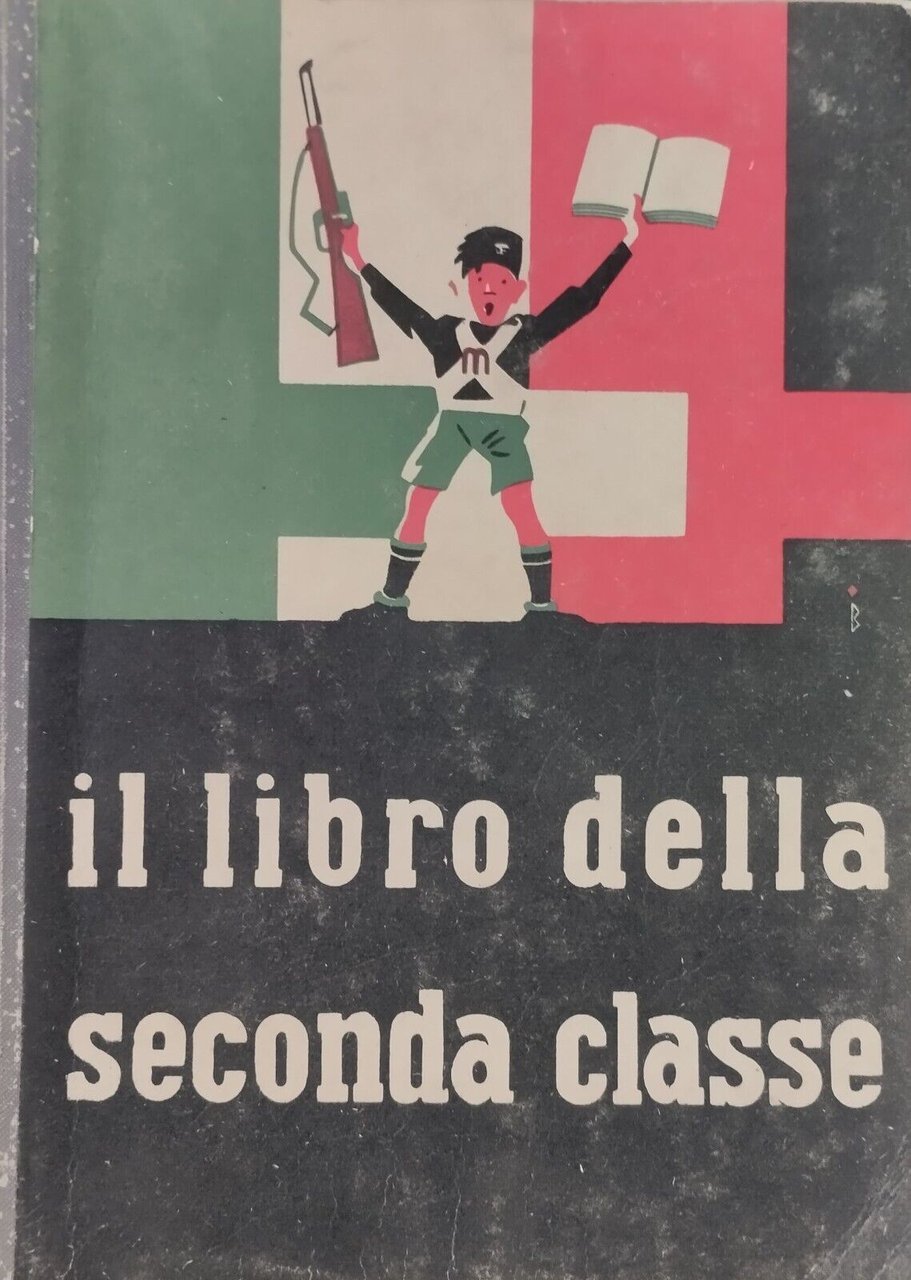 m
B
il libro della
seconda classe